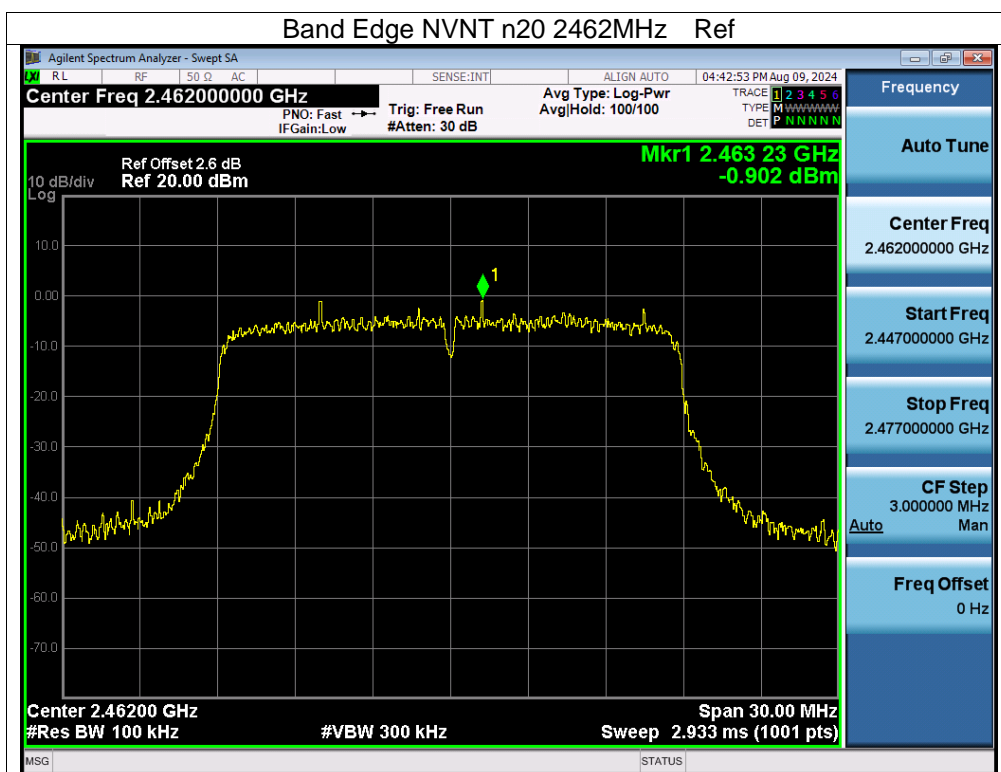 Band Edge NVNT n20 2462MHz Ref
Agilent Spectrum Analyzer - Swept SA
LXI RL RF 50 Ω AC SENSE:INT ALIGN AUTO 04:42:53 PM Aug 09, 2024
Center Freq 2.462000000 GHz
PNO: Fast
IFGain:Low
Trig: Free Run
#Atten: 30 dB
Avg Type: Log-Pwr
Avg|Hold: 100/100
TRACE 1 2 3 4 5 6
TYPE M WWWWW
DET P N N N N N
Ref Offset 2.6 dB
10 dB/div Ref 20.00 dBm
Log
Mkr1 2.463 23 GHz
-0.902 dBm
1
10.0
0.00
-10.0
-20.0
-30.0
-40.0
-50.0
-60.0
-70.0
Center 2.46200 GHz Span 30.00 MHz
#Res BW 100 kHz #VBW 300 kHz Sweep 2.933 ms (1001 pts)
MSG STATUS
Frequency
Auto Tune
Center Freq
2.462000000 GHz
Start Freq
2.447000000 GHz
Stop Freq
2.477000000 GHz
CF Step
3.000000 MHz
Auto Man
Freq Offset
0 Hz